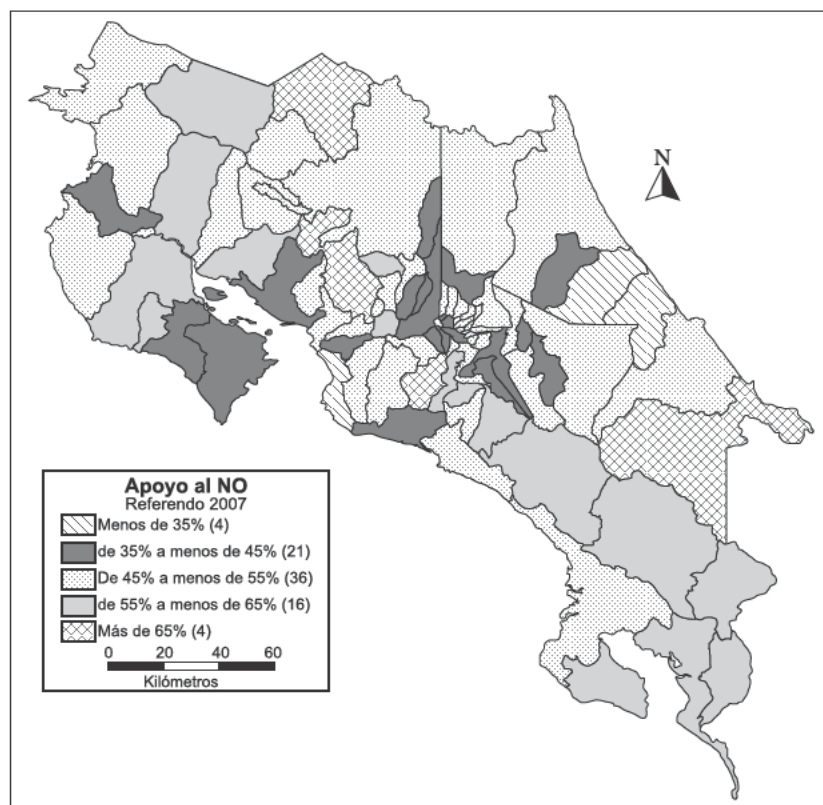 N
Apoyo al NO
Referendo 2007
Menos de 35% (4)
de 35% a menos de 45% (21)
De 45% a menos de 55% (36)
de 55% a menos de 65% (16)
Más de 65% (4)
0 20 40 60
Kilómetros